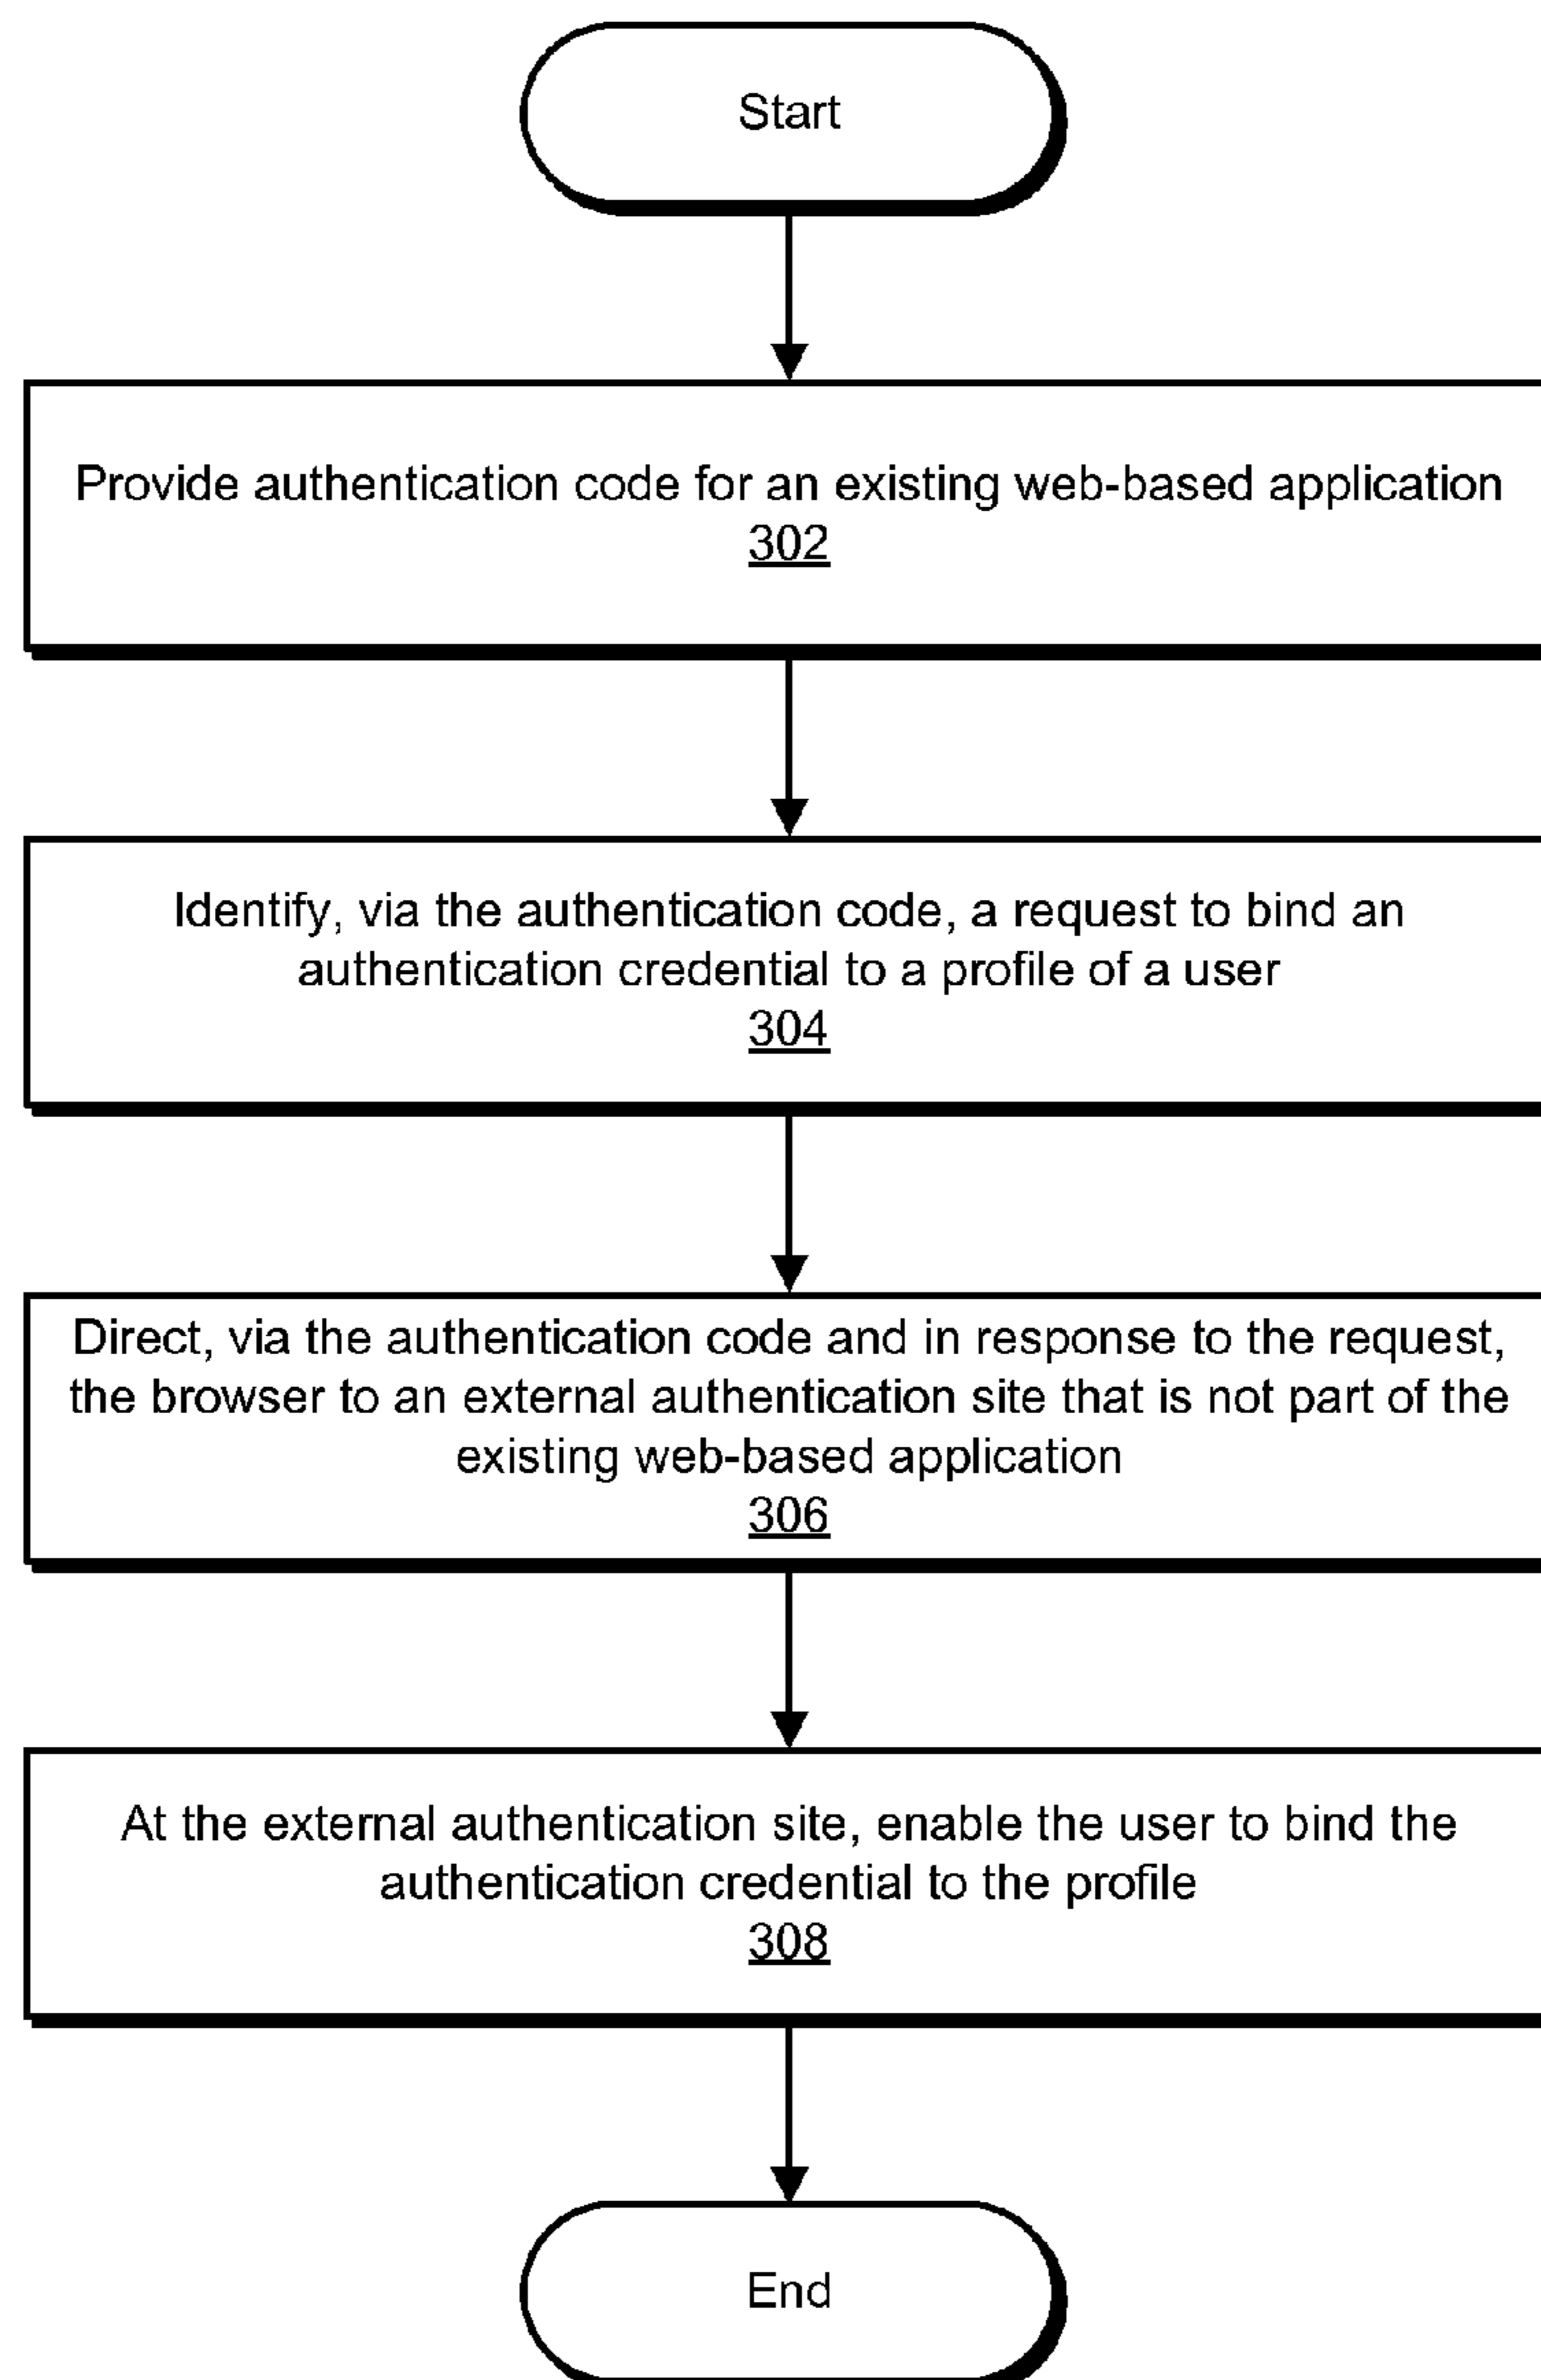 Start
Provide authentication code for an existing web-based application
302
Identify, via the authentication code, a request to bind an
authentication credential to a profile of a user
304
Direct, via the authentication code and in response to the request,
the browser to an external authentication site that is not part of the
existing web-based application
306
At the external authentication site, enable the user to bind the
authentication credential to the profile
308
End